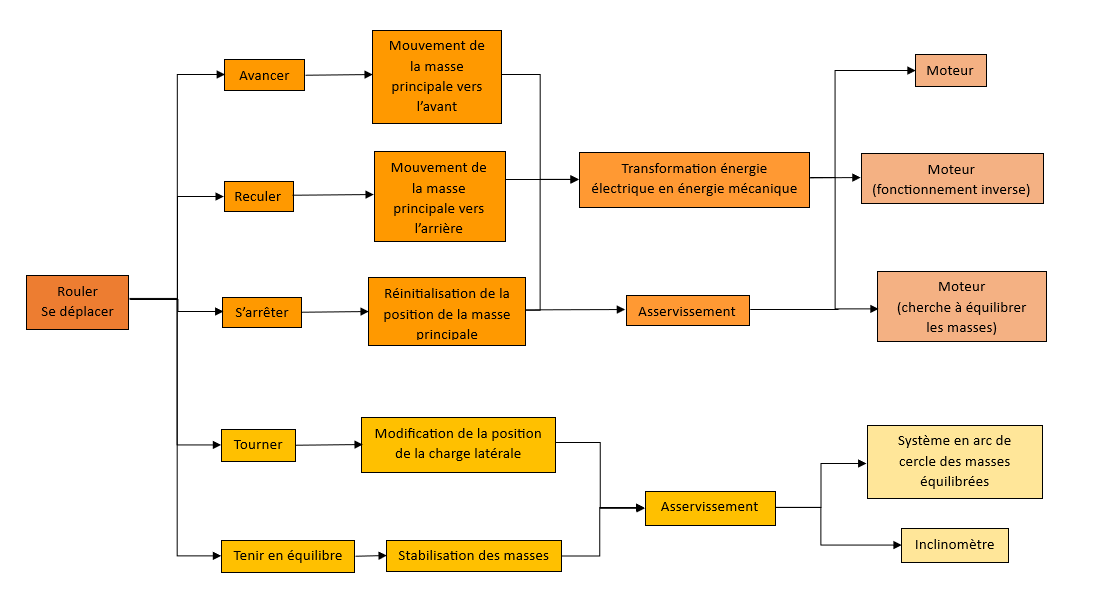 Rouler
Se déplacer
Avancer
Mouvement de
la masse
principale vers
l’avant
Reculer
Mouvement de
la masse
principale vers
l’arrière
S’arrêter
Réinitialisation de la
position de la masse
principale
Transformation énergie
électrique en énergie mécanique
Asservissement
Moteur
Moteur
(fonctionnement inverse)
Moteur
(cherche à équilibrer
les masses)
Tourner
Modification de la position
de la charge latérale
Tenir en équilibre
Stabilisation des masses
Asservissement
Système en arc de
cercle des masses
équilibrées
Inclinomètre